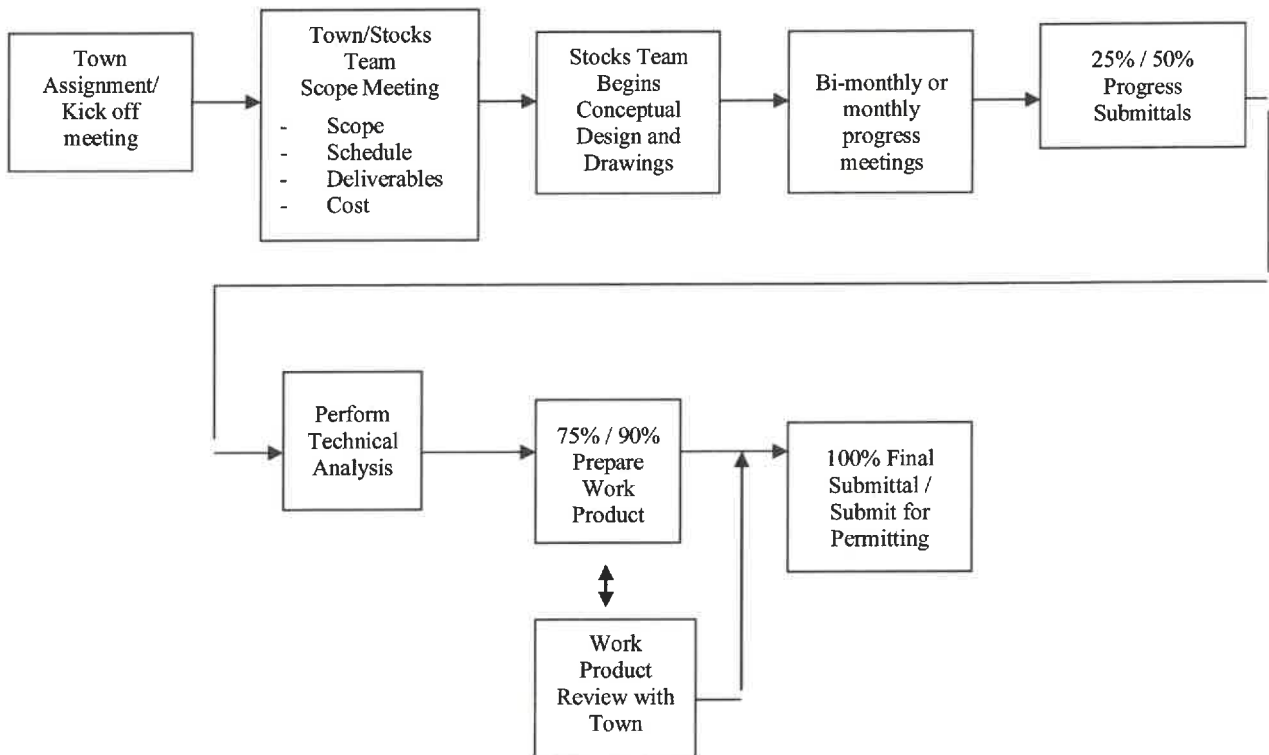 Town
Assignment/
Kick off
meeting
Town/Stocks
Team
Scope Meeting
- Scope
- Schedule
- Deliverables
- Cost
Stocks Team
Begins
Conceptual
Design and
Drawings
Bi-monthly or
monthly
progress
meetings
25% / 50%
Progress
Submittals
Perform
Technical
Analysis
75% / 90%
Prepare
Work
Product
100% Final
Submittal /
Submit for
Permitting
Work
Product
Review with
Town